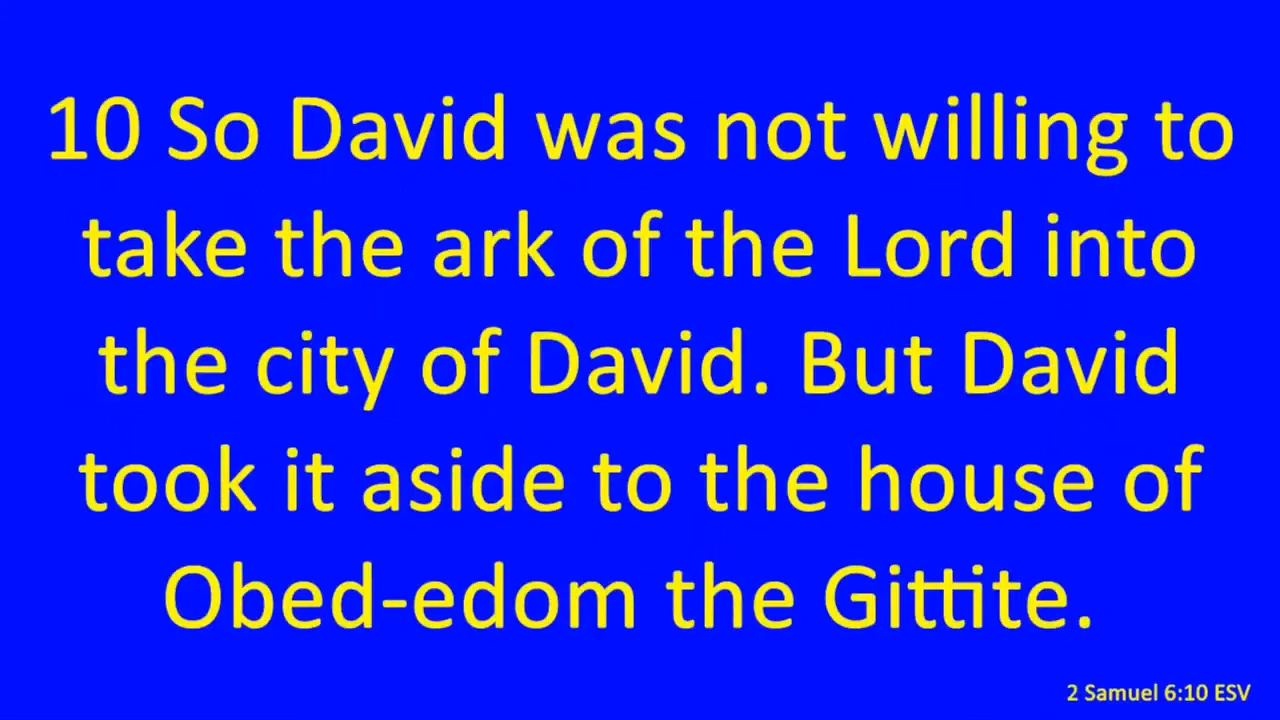 10 So David was not willing to
take the ark of the Lord into
the city of David. But David
took it aside to the house of
Obed-edom the Gittite.
2 Samuel 6:10 ESV